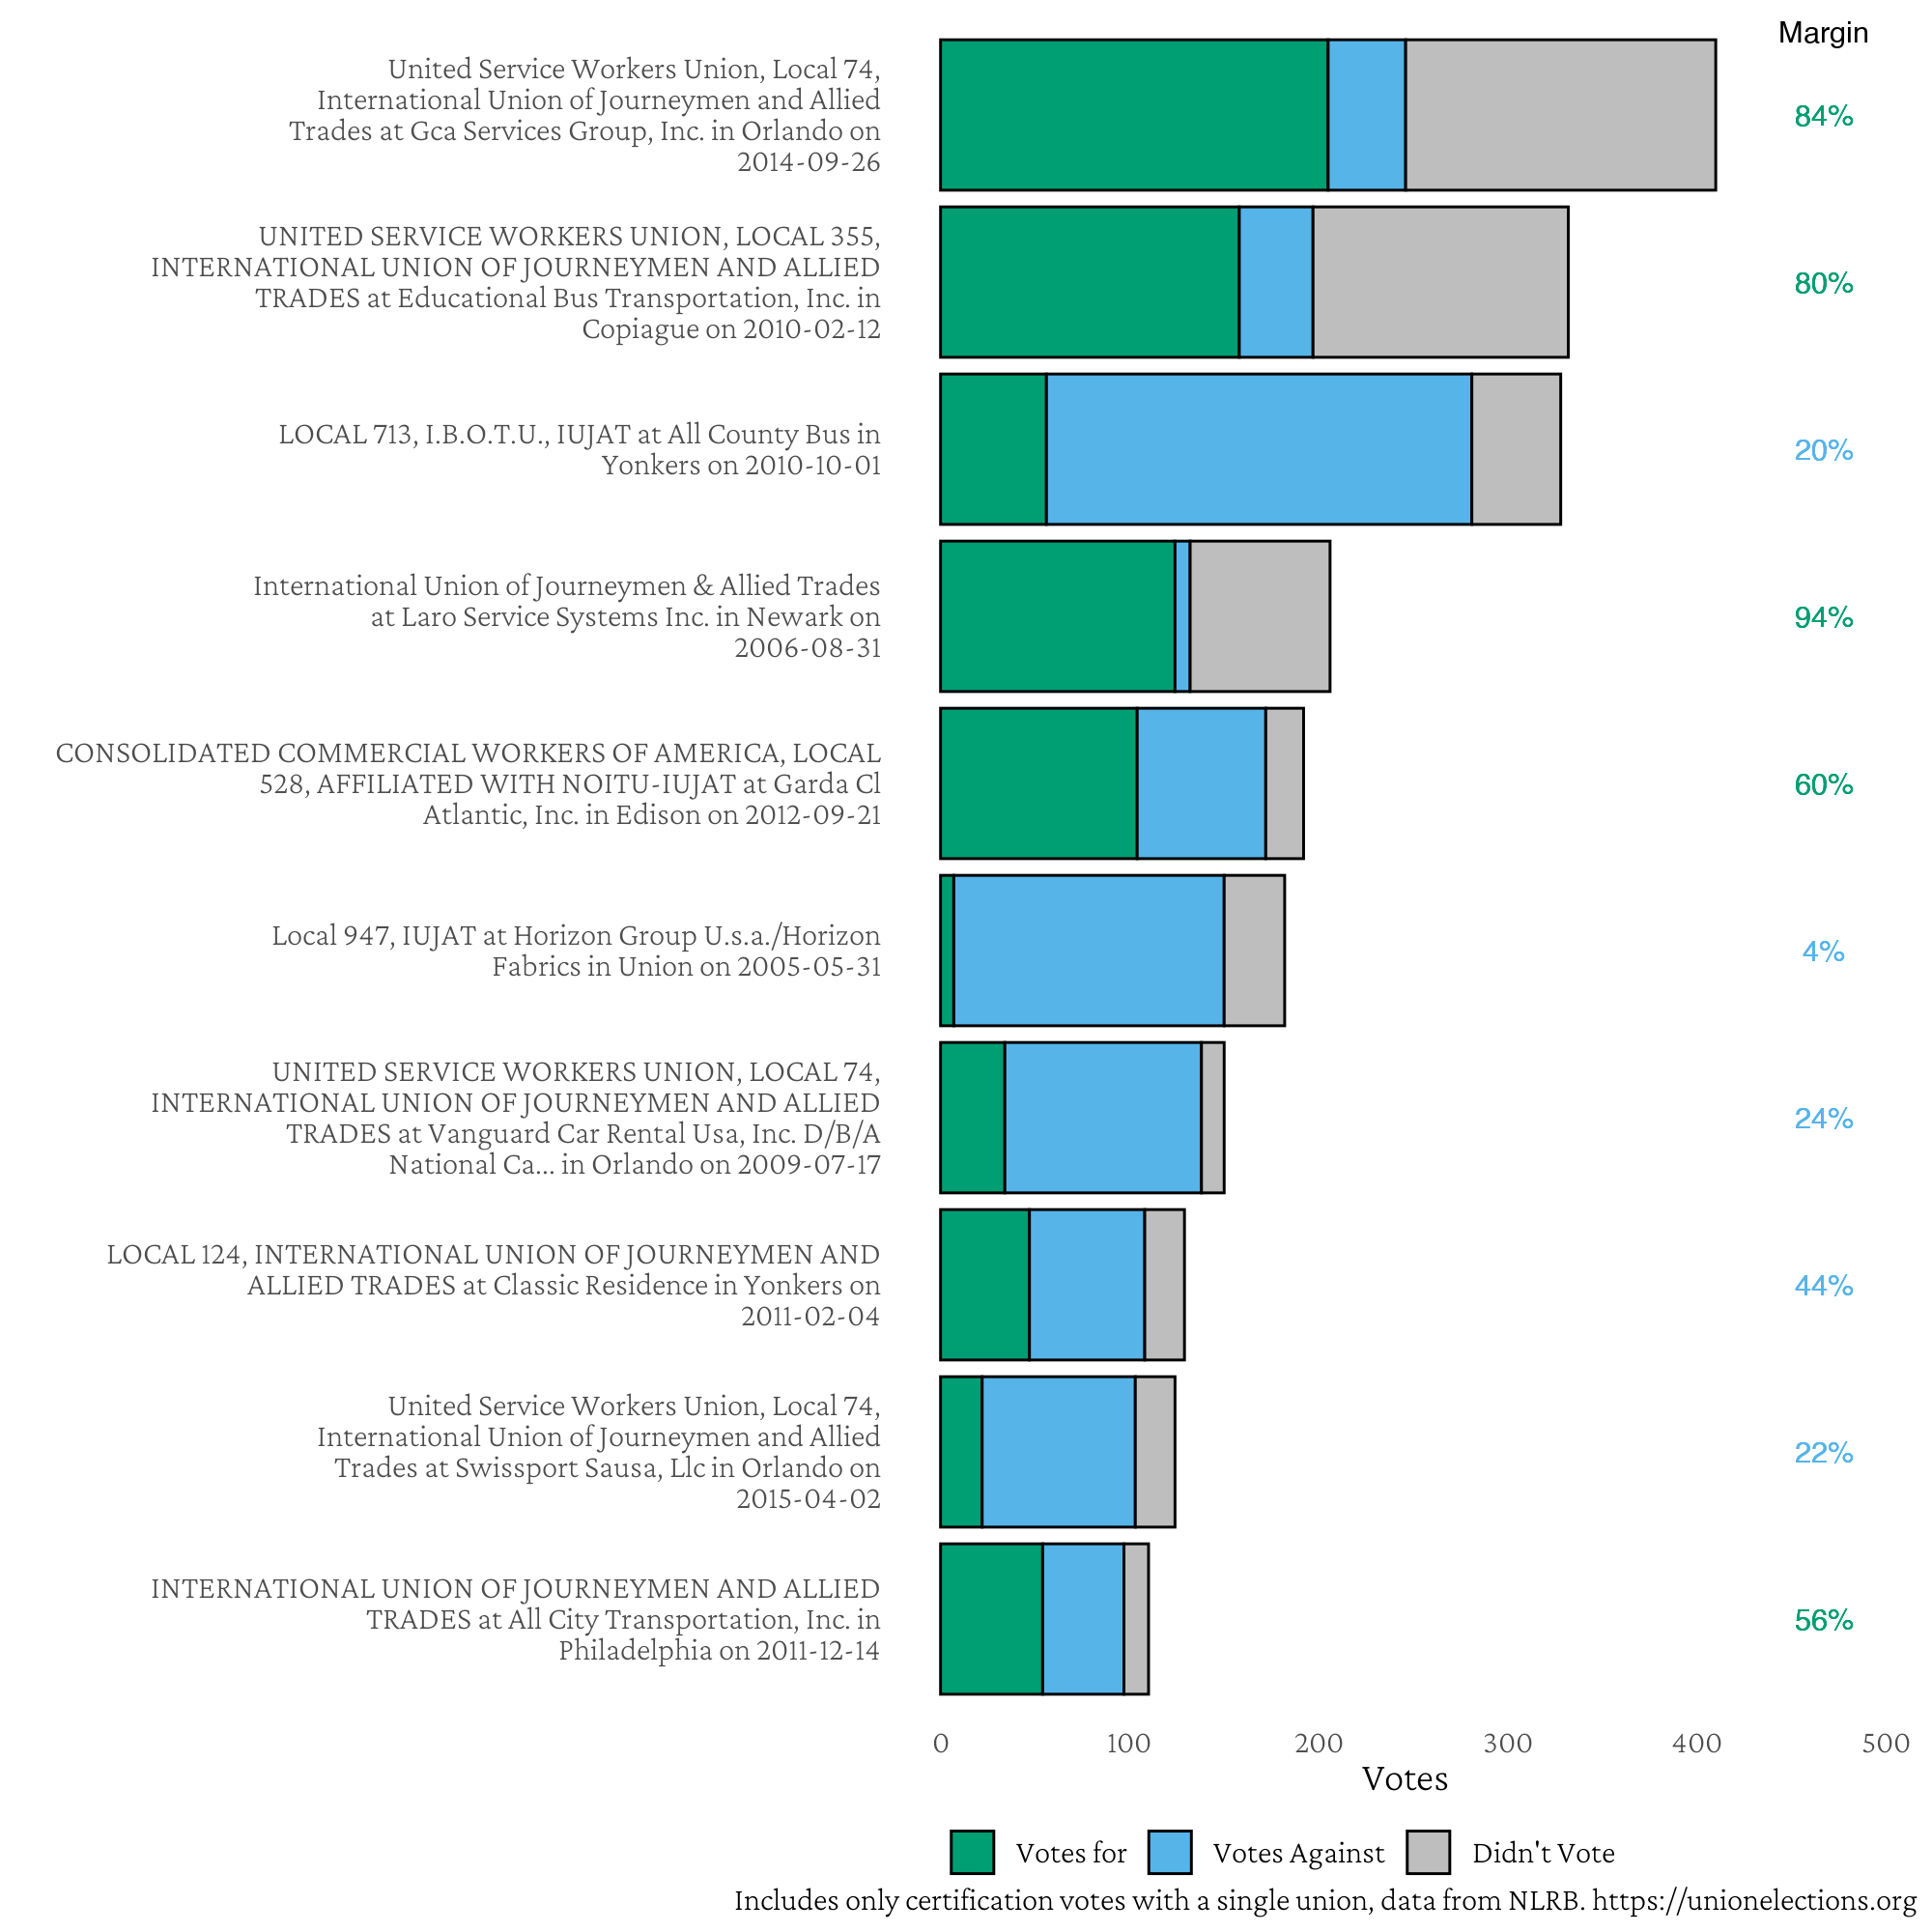 Margin
United Service Workers Union, Local 74,
International Union of Journeymen and Allied
Trades at Gca Services Group, Inc. in Orlando on
2014-09-26
84%
UNITED SERVICE WORKERS UNION, LOCAL 355,
INTERNATIONAL UNION OF JOURNEYMEN AND ALLIED
TRADES at Educational Bus Transportation, Inc. in
Copiague on 2010-02-12
80%
LOCAL 713, I.B.O.T.U., IUJAT at All County Bus in
Yonkers on 2010-10-01
20%
International Union of Journeymen & Allied Trades
at Laro Service Systems Inc. in Newark on
2006-08-31
94%
CONSOLIDATED COMMERCIAL WORKERS OF AMERICA, LOCAL
528, AFFILIATED WITH NOITU-IUJAT at Garda Cl
Atlantic, Inc. in Edison on 2012-09-21
60%
Local 947, IUJAT at Horizon Group U.s.a./Horizon
Fabrics in Union on 2005-05-31
4%
UNITED SERVICE WORKERS UNION, LOCAL 74,
INTERNATIONAL UNION OF JOURNEYMEN AND ALLIED
TRADES at Vanguard Car Rental Usa, Inc. D/B/A
National Ca... in Orlando on 2009-07-17
24%
LOCAL 124, INTERNATIONAL UNION OF JOURNEYMEN AND
ALLIED TRADES at Classic Residence in Yonkers on
2011-02-04
44%
United Service Workers Union, Local 74,
International Union of Journeymen and Allied
Trades at Swissport Sausa, Llc in Orlando on
2015-04-02
22%
INTERNATIONAL UNION OF JOURNEYMEN AND ALLIED
TRADES at All City Transportation, Inc. in
Philadelphia on 2011-12-14
56%
0 100 200 300 400 500
Votes
Votes for Votes Against Didn't Vote
Includes only certification votes with a single union, data from NLRB. https://unionelections.org